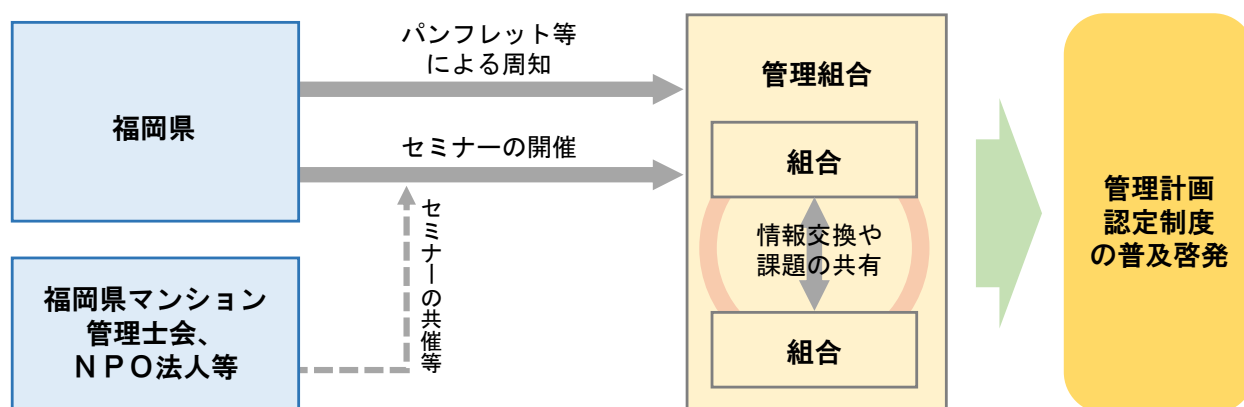 福岡県
パンフレット等
による周知
セミナーの開催
セミナーの共催等
福岡県マンション
管理士会、
ＮＰＯ法人等
管理組合
組合
情報交換や
課題の共有
組合
管理計画
認定制度
の普及啓発